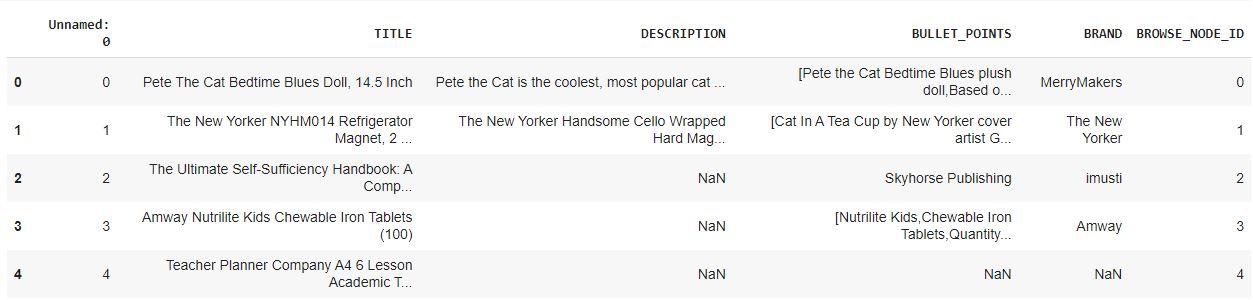 Unnamed: 0 TITLE DESCRIPTION BULLET_POINTS BRAND BROWSE_NODE_ID
0 0 Pete The Cat Bedtime Blues Doll, 14.5 Inch Pete the Cat is the coolest, most popular cat ... [Pete the Cat Bedtime Blues plush doll,Based o... MerryMakers 0
1 1 The New Yorker NYHM014 Refrigerator Magnet, 2 ... The New Yorker Handsome Cello Wrapped Hard Mag... [Cat In A Tea Cup by New Yorker cover artist G... The New Yorker 1
2 2 The Ultimate Self-Sufficiency Handbook: A Comp... NaN Skyhorse Publishing imusti 2
3 3 Amway Nutrilite Kids Chewable Iron Tablets (100) NaN [Nutrilite Kids,Chewable Iron Tablets,Quantity... Amway 3
4 4 Teacher Planner Company A4 6 Lesson Academic T... NaN NaN NaN 4